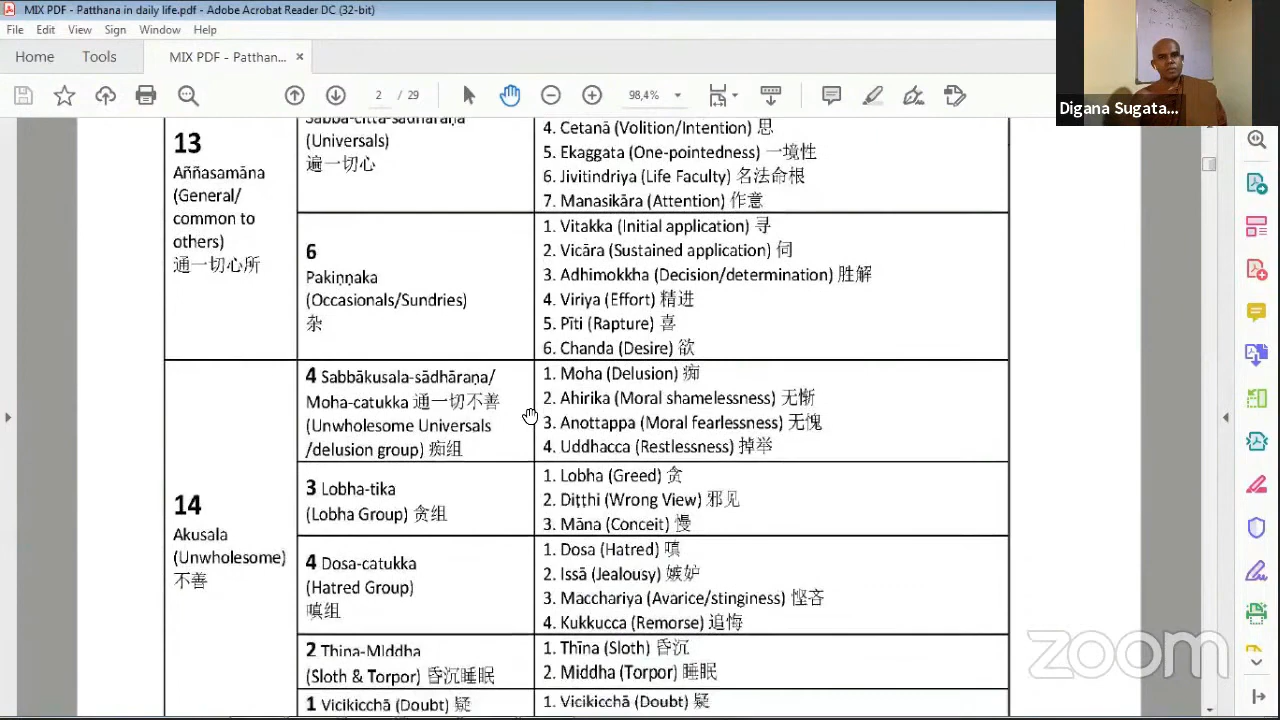 MIX PDF - Patthana in daily life.pdf - Adobe Acrobat Reader DC (32-bit)
File Edit View Sign Window Help
Home Tools MIX PDF - Patthan... ×
2 / 29 98,4%
Digana Sugata...
13
Aññasamāna
(General/
common to
others)
通一切心所
Sabba-citta-sādhāraṇa
(Universals)
遍一切心
4. Cetanā (Volition/Intention) 思
5. Ekaggata (One-pointedness) 一境性
6. Jivitindriya (Life Faculty) 名法命根
7. Manasikāra (Attention) 作意
6
Pakiṇṇaka
(Occasionals/Sundries)
杂
1. Vitakka (Initial application) 寻
2. Vicāra (Sustained application) 伺
3. Adhimokkha (Decision/determination) 胜解
4. Viriya (Effort) 精进
5. Pīti (Rapture) 喜
6. Chanda (Desire) 欲
14
Akusala
(Unwholesome)
不善
4 Sabbākusala-sādhāraṇa/
Moha-catukka 通一切不善
(Unwholesome Universals
/delusion group) 痴组
1. Moha (Delusion) 痴
2. Ahirika (Moral shamelessness) 无惭
3. Anottappa (Moral fearlessness) 无愧
4. Uddhacca (Restlessness) 掉举
3 Lobha-tika
(Lobha Group) 贪组
1. Lobha (Greed) 贪
2. Diṭṭhi (Wrong View) 邪见
3. Māna (Conceit) 慢
4 Dosa-catukka
(Hatred Group)
嗔组
1. Dosa (Hatred) 嗔
2. Issā (Jealousy) 嫉妒
3. Macchariya (Avarice/stinginess) 悭吝
4. Kukkucca (Remorse) 追悔
2 Thina-Middha
(Sloth & Torpor) 昏沉睡眠
1. Thīna (Sloth) 昏沉
2. Middha (Torpor) 睡眠
1 Vicikicchā (Doubt) 疑
1. Vicikicchā (Doubt) 疑
zoom